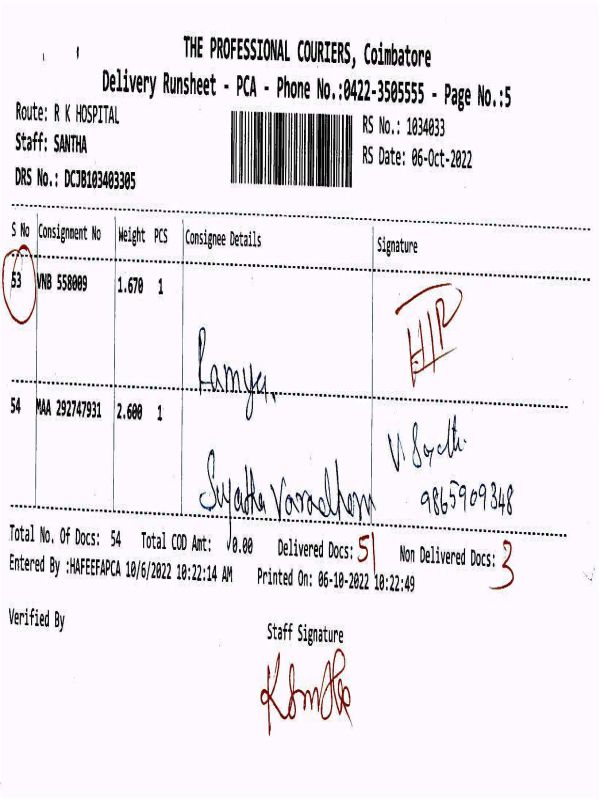 THE PROFESSIONAL COURIERS, Coimbatore
Delivery Runsheet - PCA - Phone No.:0422-3505555 - Page No.:5
Route: R K HOSPITAL
RS No.: 1034033
Staff: SANTHA
RS Date: 06-Oct-2022
DRS No.: DCJB103403305
S No Consignment No Weight PCS Consignee Details Signature
53 VNB 558009 1.670 1
Ramya.
54 MAA 292747931 2.600 1
9865909348
Total No. Of Docs: 54 Total COD Amt: 0.00 Delivered Docs: 51 Non Delivered Docs: 3
Entered By :HAFEEFAPCA 10/6/2022 10:22:14 AM Printed On: 06-10-2022 10:22:49
Verified By
Staff Signature